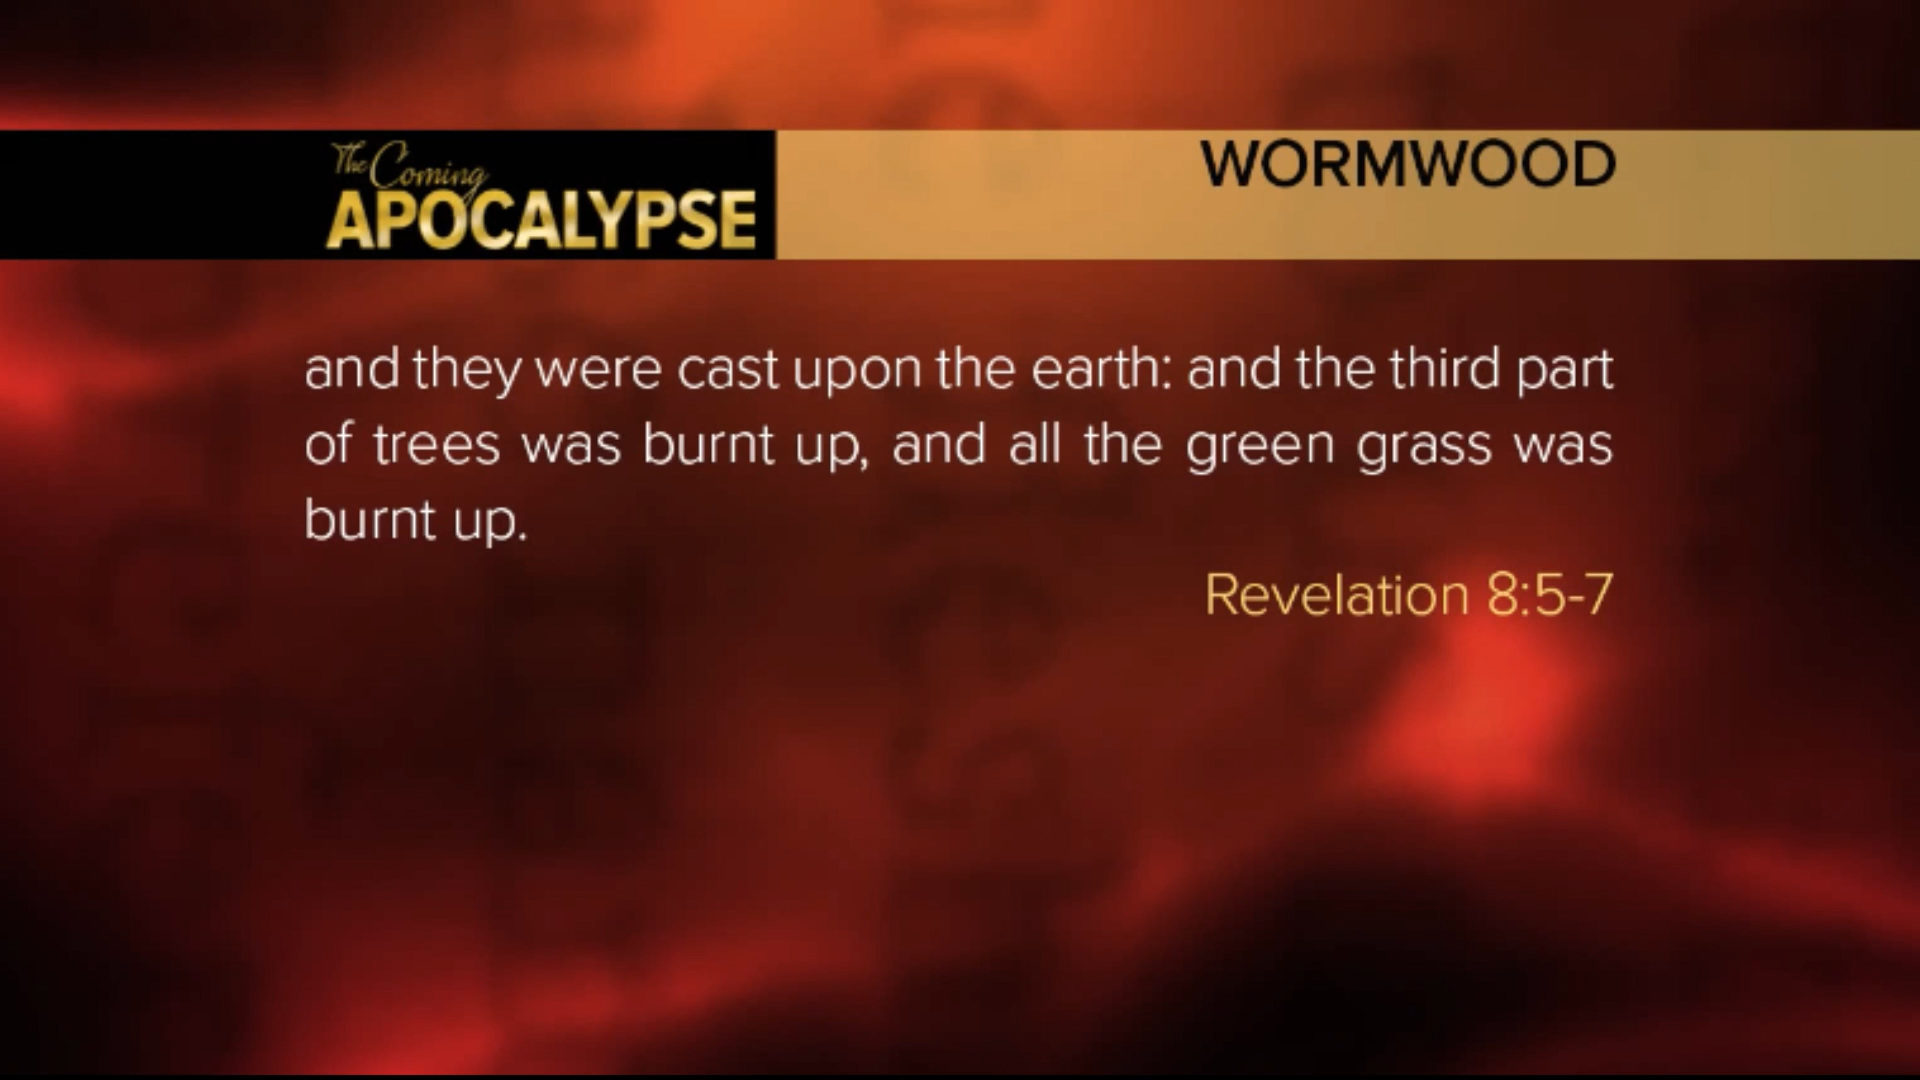 The Coming
APOCALYPSE
WORMWOOD
and they were cast upon the earth: and the third part
of trees was burnt up, and all the green grass was
burnt up.
Revelation 8:5-7